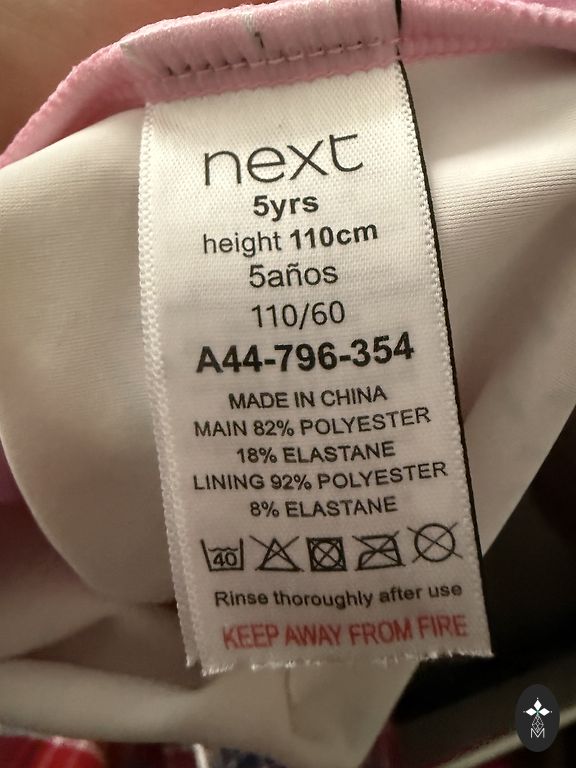 next
5yrs
height 110cm
5años
110/60
A44-796-354
MADE IN CHINA
MAIN 82% POLYESTER
18% ELASTANE
LINING 92% POLYESTER
8% ELASTANE
40
Rinse thoroughly after use
KEEP AWAY FROM FIRE
M